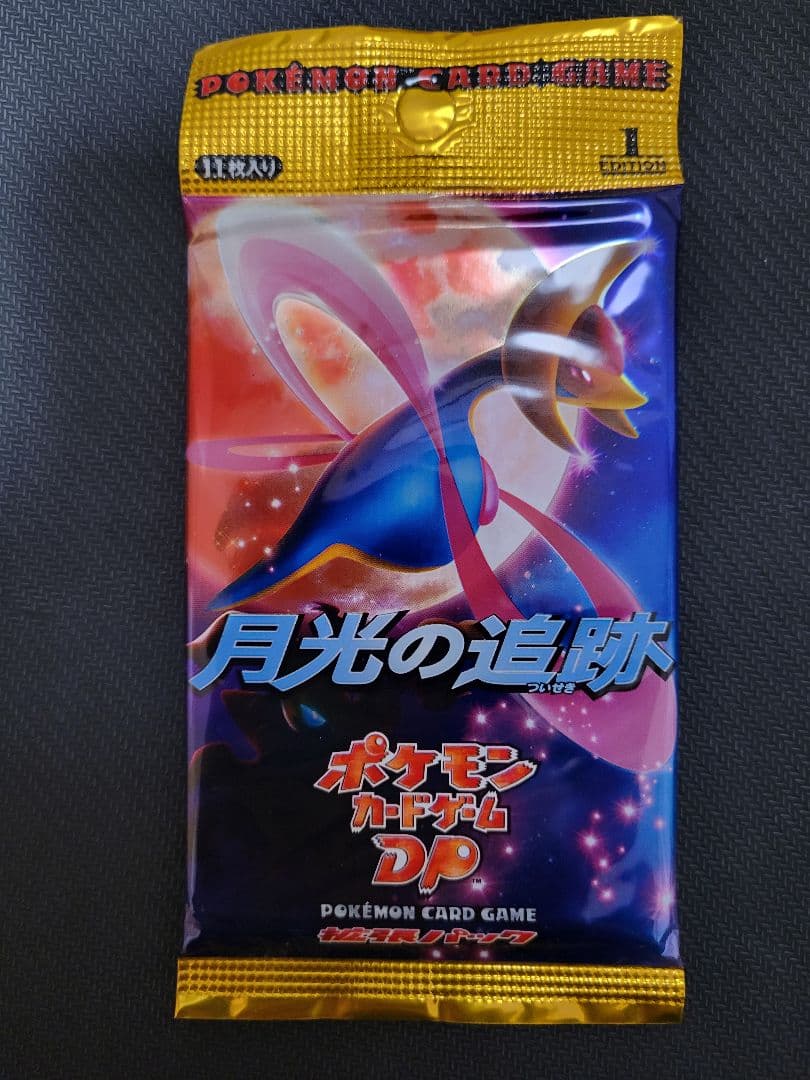 POKÉMON CARD GAME
11枚入り
1
EDITION
月光の追跡
ついせき
ポケモン
カードゲーム
DP™
POKÉMON CARD GAME
拡張パック